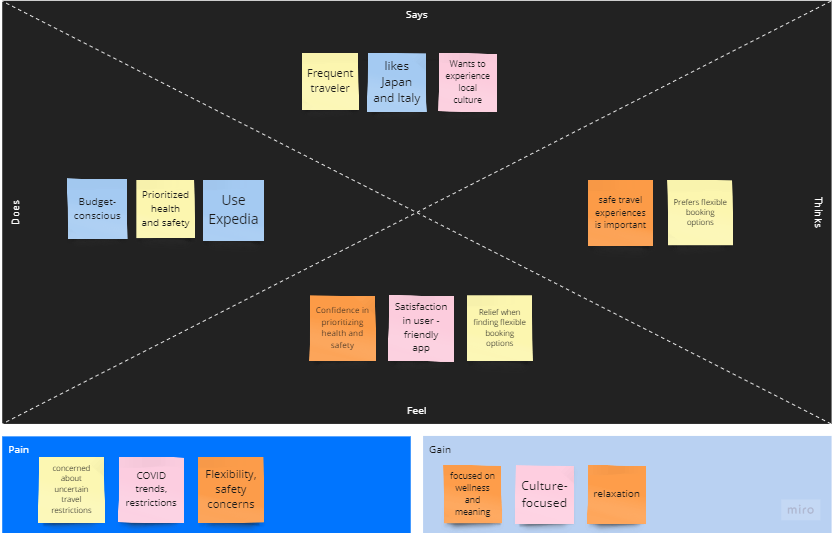 Says
Frequent
traveler
likes
Japan
and Italy
Wants to
experience
local
culture
Does
Budget-
conscious
Prioritized
health
and safety
Use
Expedia
safe travel
experiences
is important
Prefers flexible
booking
options
Thinks
Confidence in
prioritizing
health and
safety
Satisfaction
in user -
friendly
app
Relief when
finding flexible
booking
options
Feel
Pain
concerned
about
uncertain
travel
restrictions
COVID
trends,
restrictions
Flexibility,
safety
concerns
Gain
focused on
wellness
and
meaning
Culture-
focused
relaxation
miro